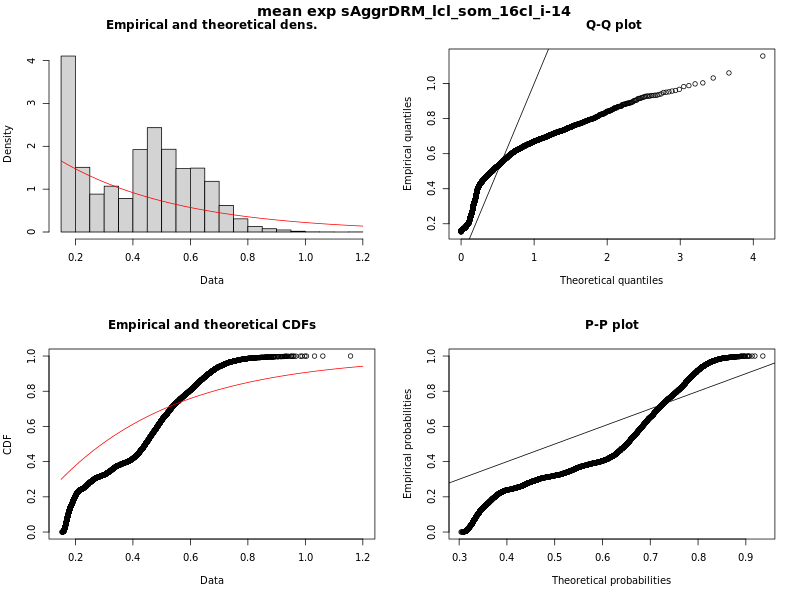 mean exp sAggrDRM_lcl_som_16cl_i-14
Empirical and theoretical dens.
Density
0 1 2 3 4
0.2 0.4 0.6 0.8 1.0 1.2
Data
Q-Q plot
Empirical quantiles
0.2 0.4 0.6 0.8 1.0
0 1 2 3 4
Theoretical quantiles
Empirical and theoretical CDFs
CDF
0.0 0.2 0.4 0.6 0.8 1.0
0.2 0.4 0.6 0.8 1.0 1.2
Data
P-P plot
Empirical probabilities
0.0 0.2 0.4 0.6 0.8 1.0
0.3 0.4 0.5 0.6 0.7 0.8 0.9
Theoretical probabilities